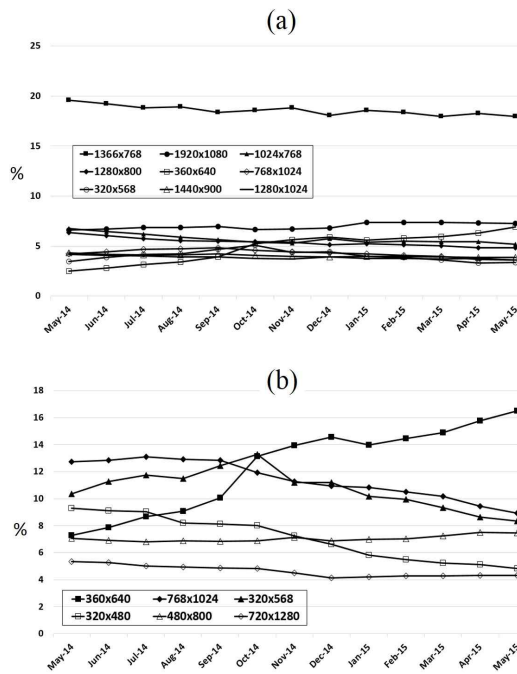 (a)
25
20
15
%
10
5
0
1366x768 1920x1080 1024x768
1280x800 360x640 768x1024
320x568 1440x900 1280x1024
May-14 Jun-14 Jul-14 Aug-14 Sep-14 Oct-14 Nov-14 Dec-14 Jan-15 Feb-15 Mar-15 Apr-15 May-15
(b)
18
16
14
12
10
%
8
6
4
2
0
360x640 768x1024 320x568
320x480 480x800 720x1280
May-14 Jun-14 Jul-14 Aug-14 Sep-14 Oct-14 Nov-14 Dec-14 Jan-15 Feb-15 Mar-15 Apr-15 May-15